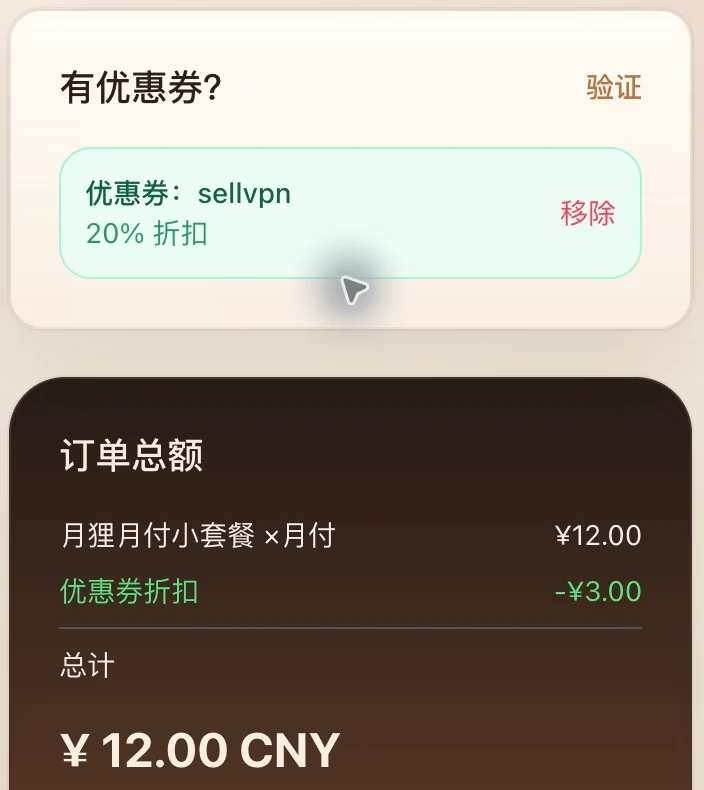 有优惠券?
验证
优惠券：sellvpn
20% 折扣
移除
订单总额
月狸月付小套餐 ×月付
¥12.00
优惠券折扣
-¥3.00
总计
¥ 12.00 CNY